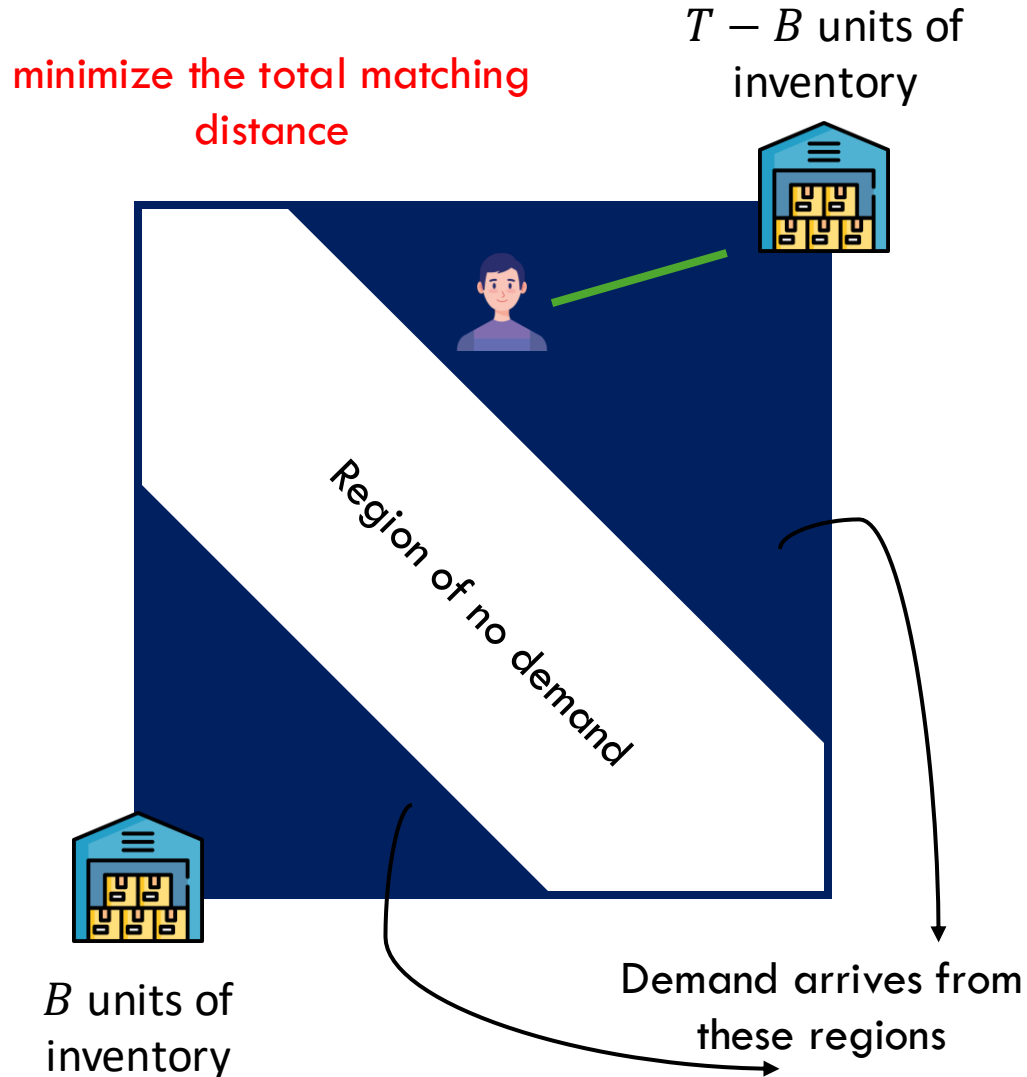 minimize the total matching
distance
𝑇 − 𝐵 units of
inventory
Region of no demand
𝐵 units of
inventory
Demand arrives from
these regions